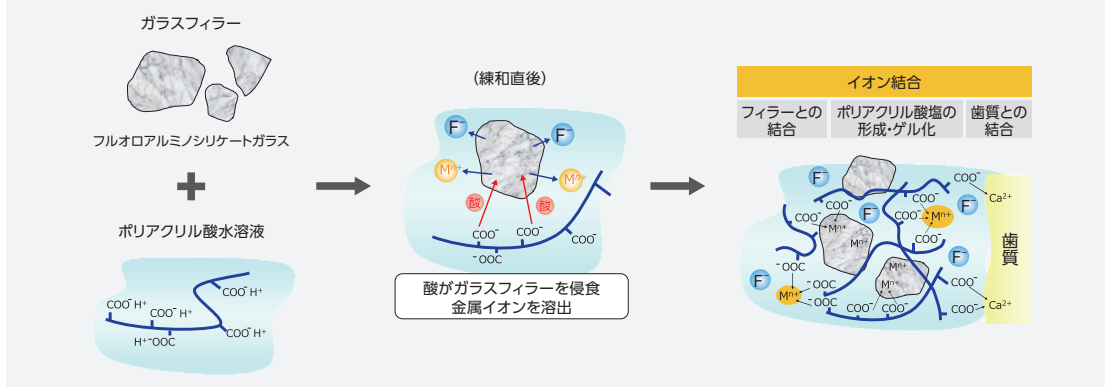 ガラスフィラー
フルオロアルミノシリケートガラス
+
ポリアクリル酸水溶液
COO⁻ H⁺
COO⁻ H⁺
COO⁻ H⁺
COO⁻ H⁺
H⁺⁻OOC
（練和直後）
F⁻
F⁻
Mⁿ⁺
Mⁿ⁺
酸
酸
COO⁻
COO⁻
COO⁻
⁻OOC
酸がガラスフィラーを侵食
金属イオンを溶出
イオン結合
フィラーとの
結合
ポリアクリル酸塩の
形成・ゲル化
歯質との
結合
F⁻
COO⁻
Ca²⁺
COO⁻
COO⁻
F⁻
F⁻
COO⁻
Mⁿ⁺
Mⁿ⁺
Mⁿ⁺
COO⁻
歯質
F⁻
⁻OOC
Mⁿ⁺
COO⁻
F⁻
Mⁿ⁺
⁻OOC
Mⁿ⁺
⁻OOC
COO⁻
COO⁻
COO⁻
Ca²⁺